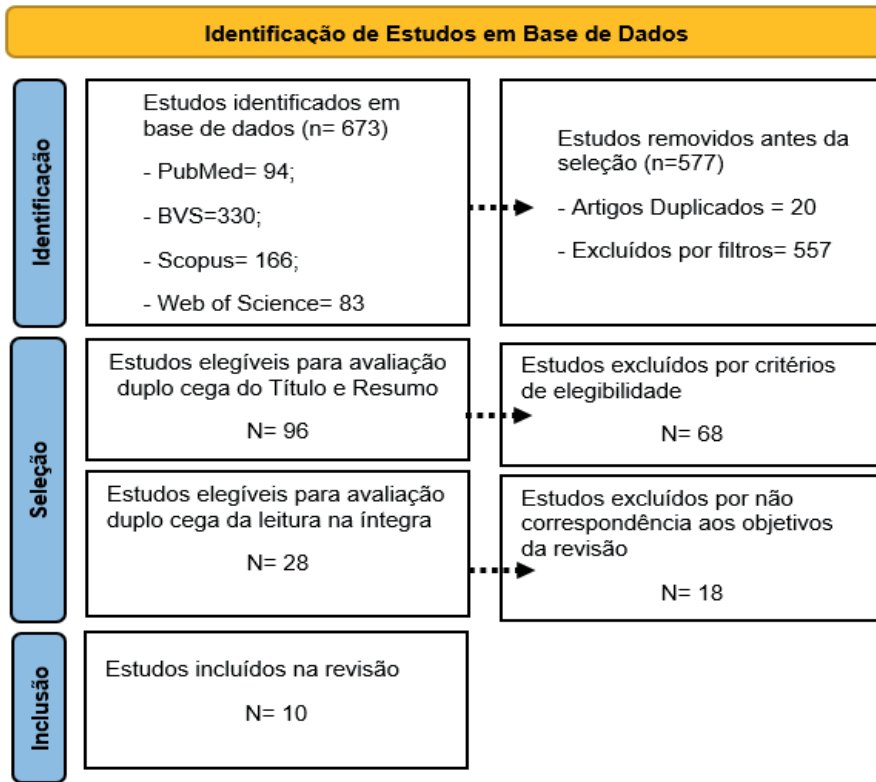 Identificação de Estudos em Base de Dados
Identificação
Estudos identificados em
base de dados (n= 673)
- PubMed= 94;
- BVS=330;
- Scopus= 166;
- Web of Science= 83
Estudos removidos antes da
seleção (n=577)
- Artigos Duplicados = 20
- Excluídos por filtros= 557
Seleção
Estudos elegíveis para avaliação
duplo cega do Título e Resumo
N= 96
Estudos excluídos por critérios
de elegibilidade
N= 68
Estudos elegíveis para avaliação
duplo cega da leitura na íntegra
N= 28
Estudos excluídos por não
correspondência aos objetivos
da revisão
N= 18
Inclusão
Estudos incluídos na revisão
N= 10